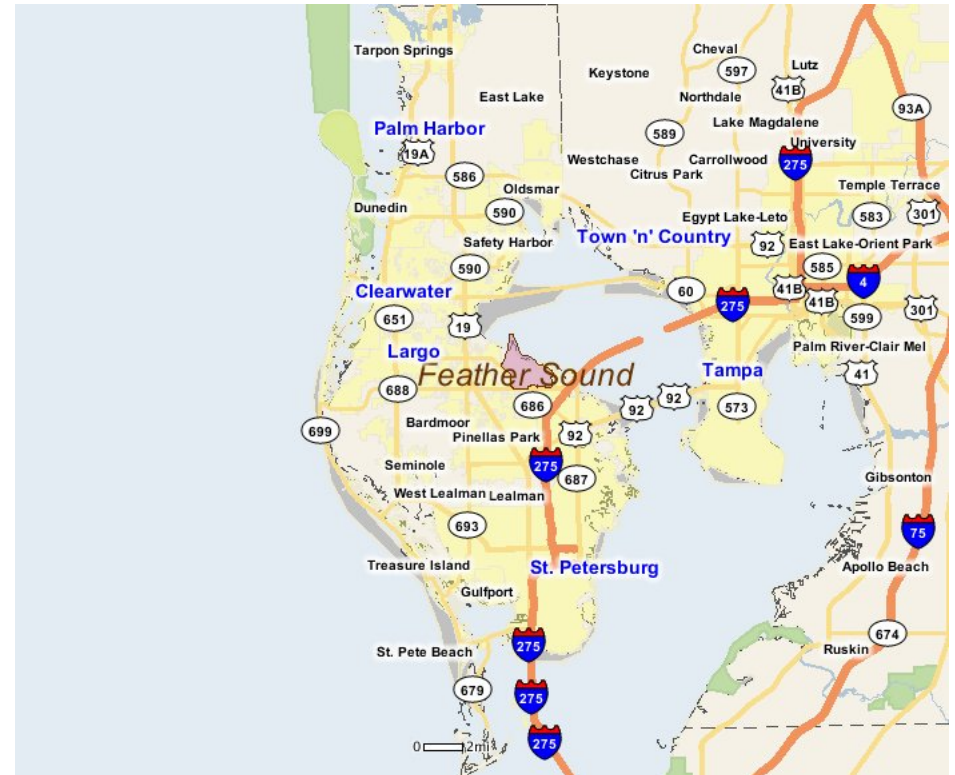 Tarpon Springs
Cheval
597
Lutz
Keystone
41B
East Lake
Northdale
93A
Palm Harbor
Lake Magdalene
589
University
19A
Westchase
Carrollwood
275
586
Citrus Park
Oldsmar
Temple Terrace
Dunedin
590
Egypt Lake-Leto
583
301
Town 'n' Country
92
East Lake-Orient Park
Safety Harbor
590
585
4
Clearwater
60
275
41B
41B
301
651
19
599
Largo
Palm River-Clair Mel
Feather Sound
Tampa
41
688
686
92
92
573
699
Bardmoor
Pinellas Park
92
275
Seminole
687
Gibsonton
West Lealman
Lealman
693
75
Treasure Island
St. Petersburg
Apollo Beach
Gulfport
674
St. Pete Beach
275
Ruskin
679
275
0 2mi
275